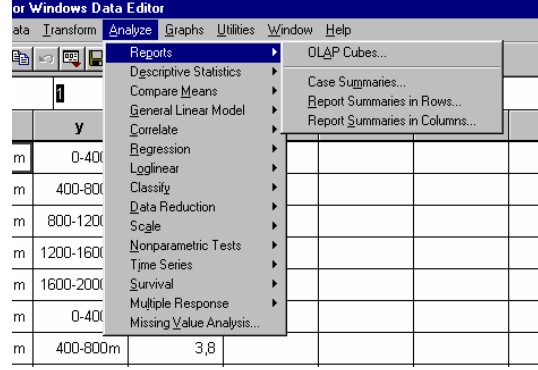 or Windows Data Editor
ata Transform Analyze Graphs Utilities Window Help
Reports
OLAP Cubes...
Descriptive Statistics
Case Summaries...
Compare Means
Report Summaries in Rows...
General Linear Model
Report Summaries in Columns...
1
y
Correlate
Regression
Loglinear
Classify
Data Reduction
Scale
Nonparametric Tests
Time Series
Survival
Multiple Response
Missing Value Analysis...
m 0-400
m 400-800
m 800-1200
m 1200-1600
m 1600-2000
m 0-400
m 400-800m 3,8